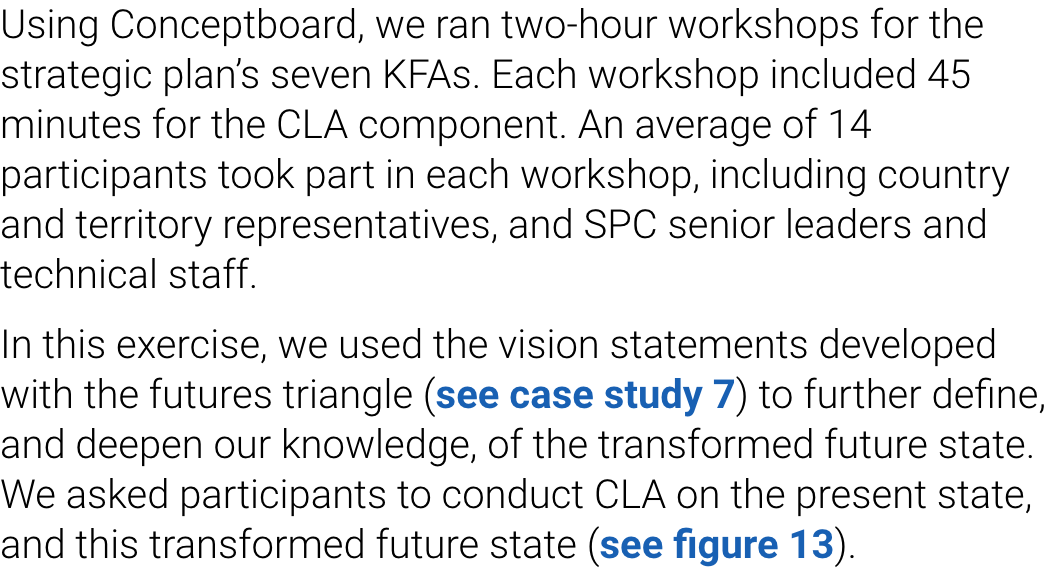 Using Conceptboard, we ran two-hour workshops for the
strategic plan’s seven KFAs. Each workshop included 45
minutes for the CLA component. An average of 14
participants took part in each workshop, including country
and territory representatives, and SPC senior leaders and
technical staff.
In this exercise, we used the vision statements developed
with the futures triangle (see case study 7) to further define,
and deepen our knowledge, of the transformed future state.
We asked participants to conduct CLA on the present state,
and this transformed future state (see figure 13).